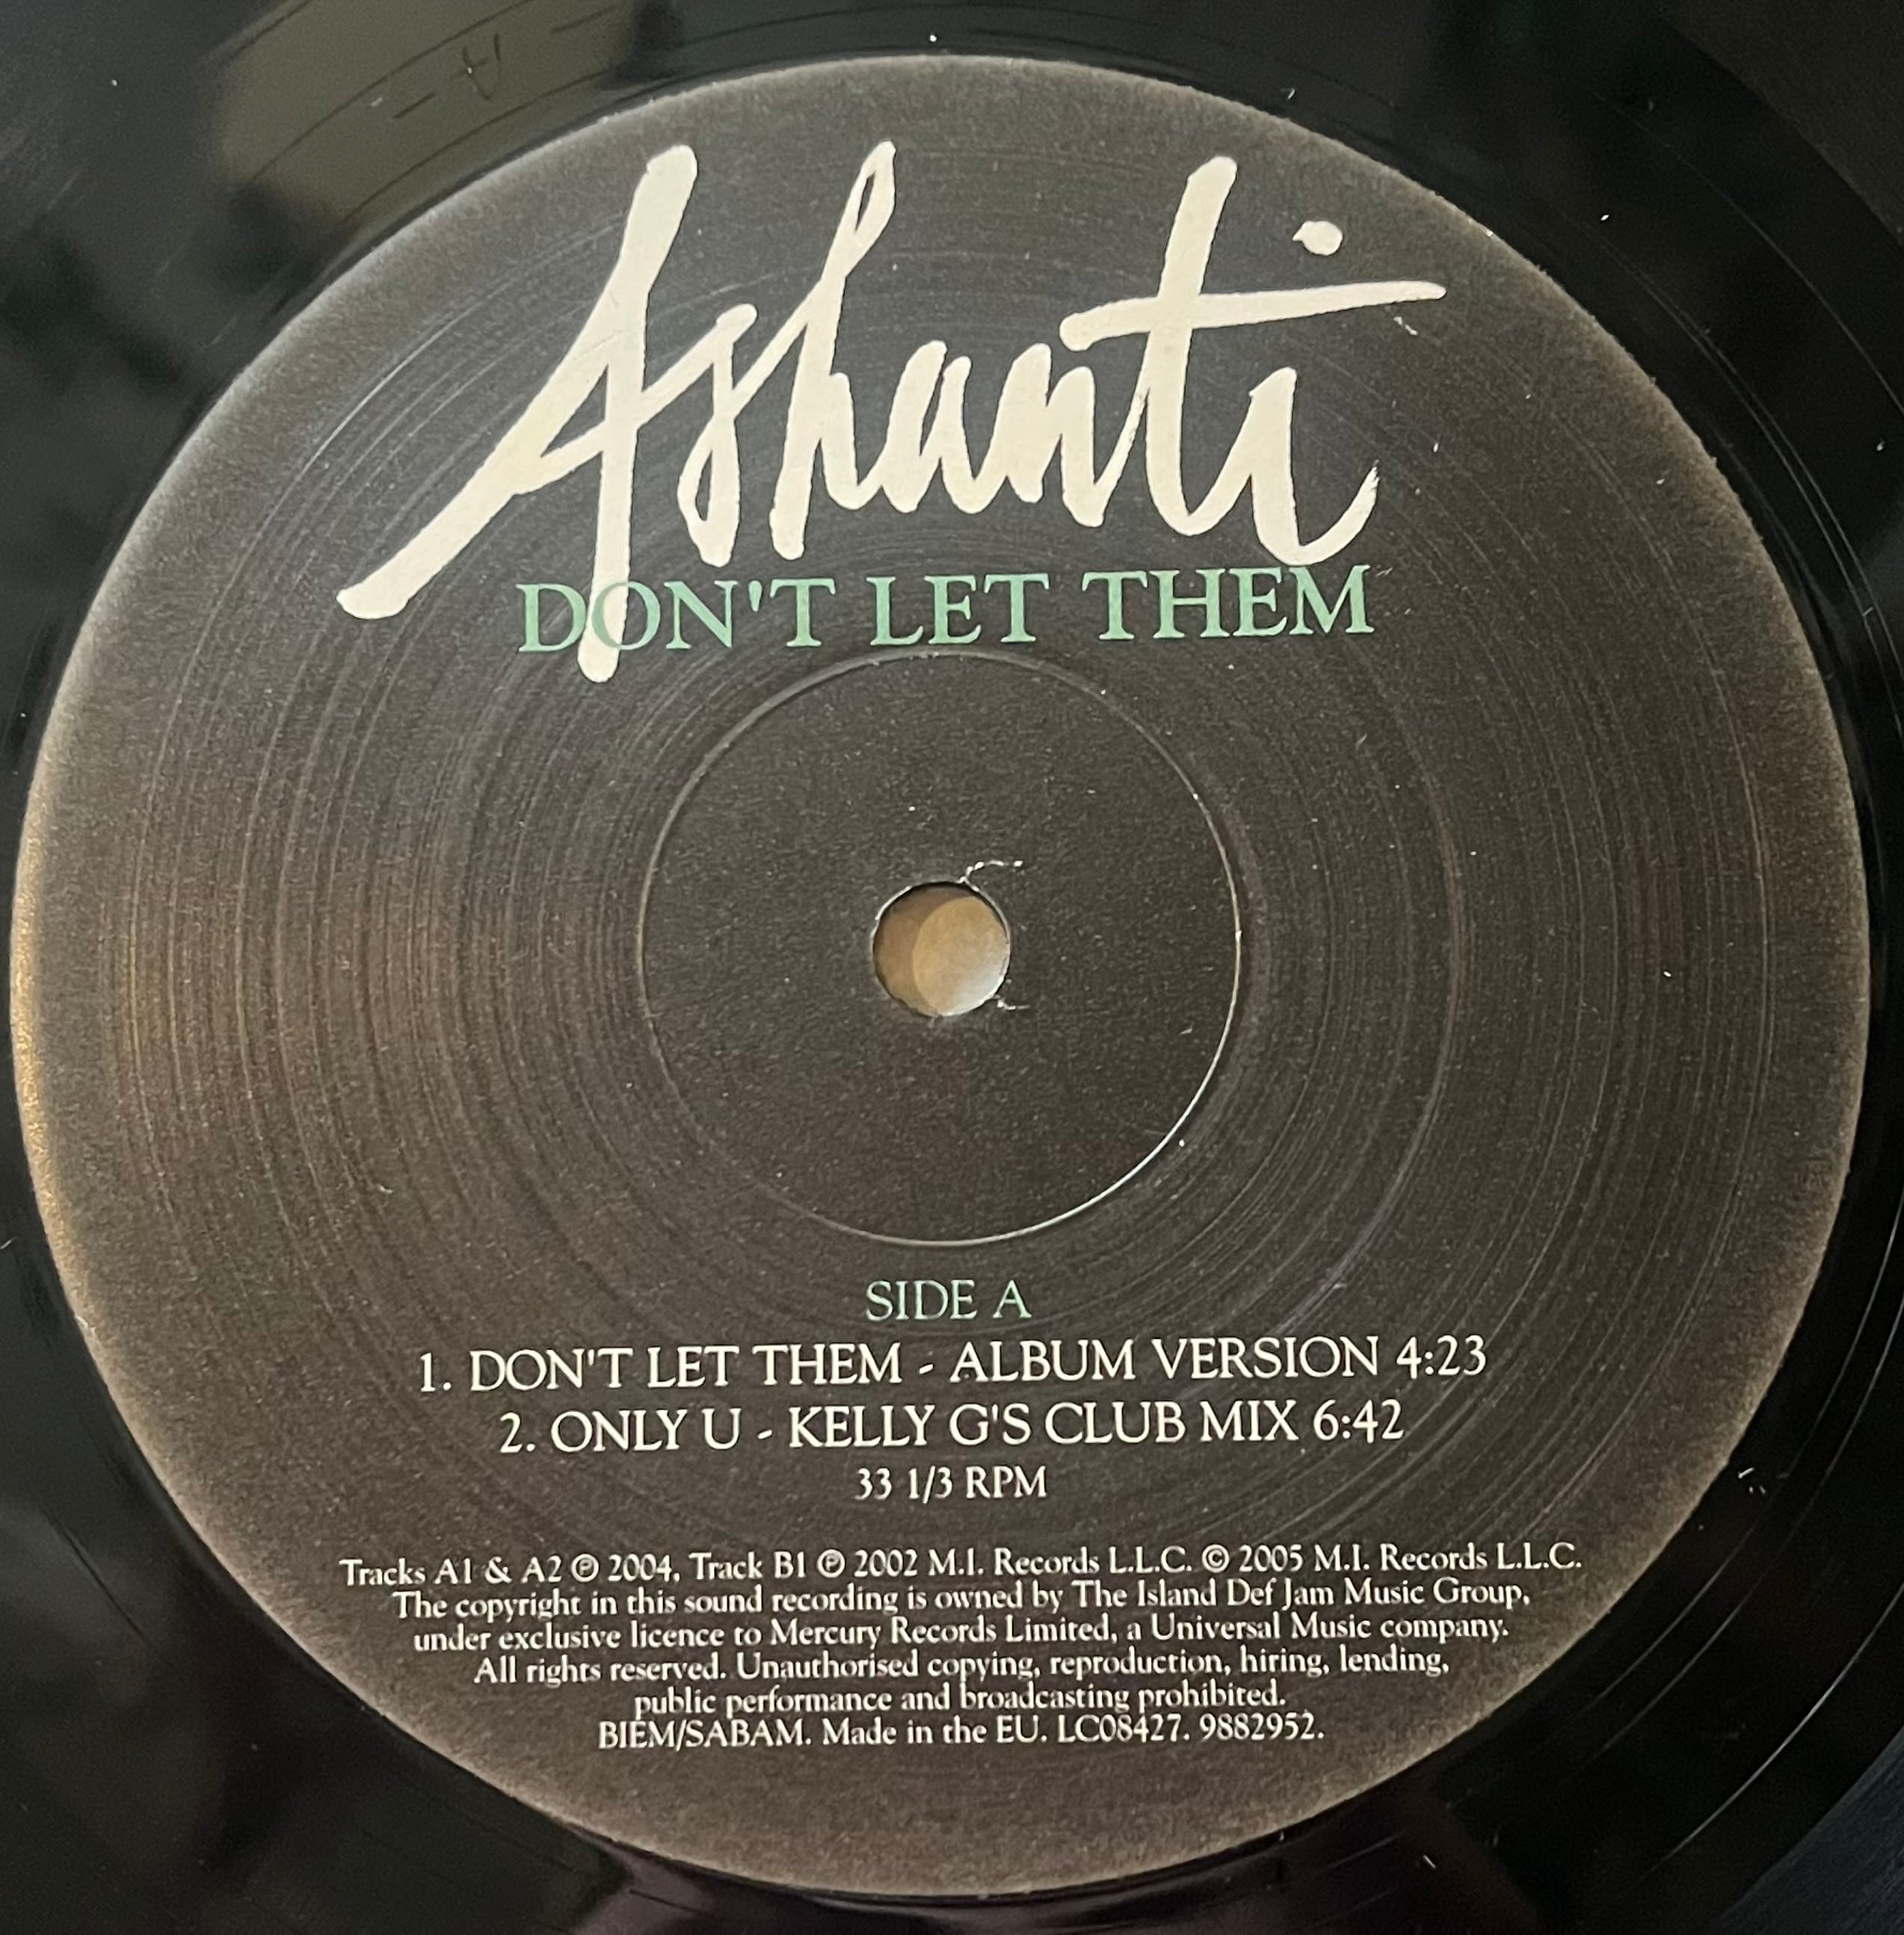 Ashanti
DON'T LET THEM
SIDE A
1. DON'T LET THEM - ALBUM VERSION 4:23
2. ONLY U - KELLY G'S CLUB MIX 6:42
33 1/3 RPM
Tracks A1 & A2 ℗ 2004, Track B1 ℗ 2002 M.I. Records L.L.C. © 2005 M.I. Records L.L.C.
The copyright in this sound recording is owned by The Island Def Jam Music Group,
under exclusive licence to Mercury Records Limited, a Universal Music company.
All rights reserved. Unauthorised copying, reproduction, hiring, lending,
public performance and broadcasting prohibited.
BIEM/SABAM. Made in the EU. LC08427. 9882952.